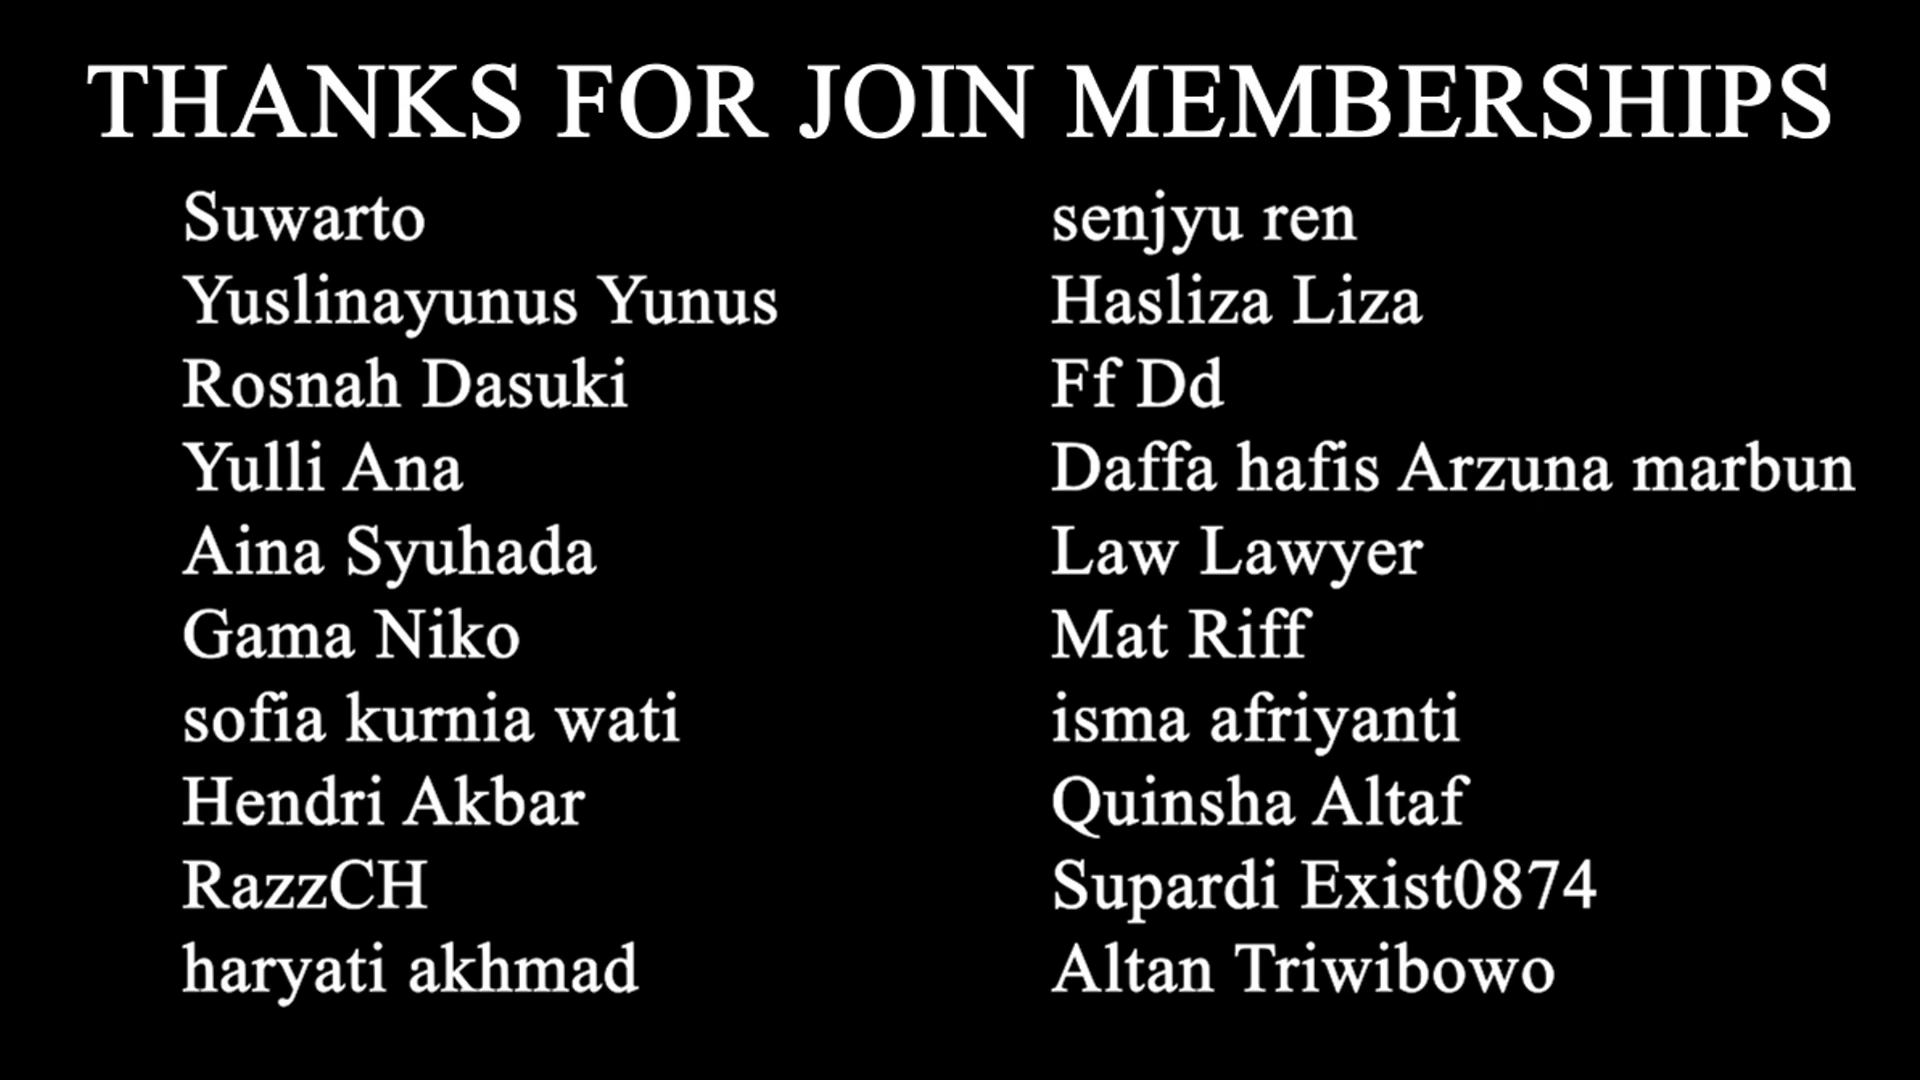 THANKS FOR JOIN MEMBERSHIPS
Suwarto
Yuslinayunus Yunus
Rosnah Dasuki
Yulli Ana
Aina Syuhada
Gama Niko
sofia kurnia wati
Hendri Akbar
RazzCH
haryati akhmad
senjyu ren
Hasliza Liza
Ff Dd
Daffa hafis Arzuna marbun
Law Lawyer
Mat Riff
isma afriyanti
Quinsha Altaf
Supardi Exist0874
Altan Triwibowo